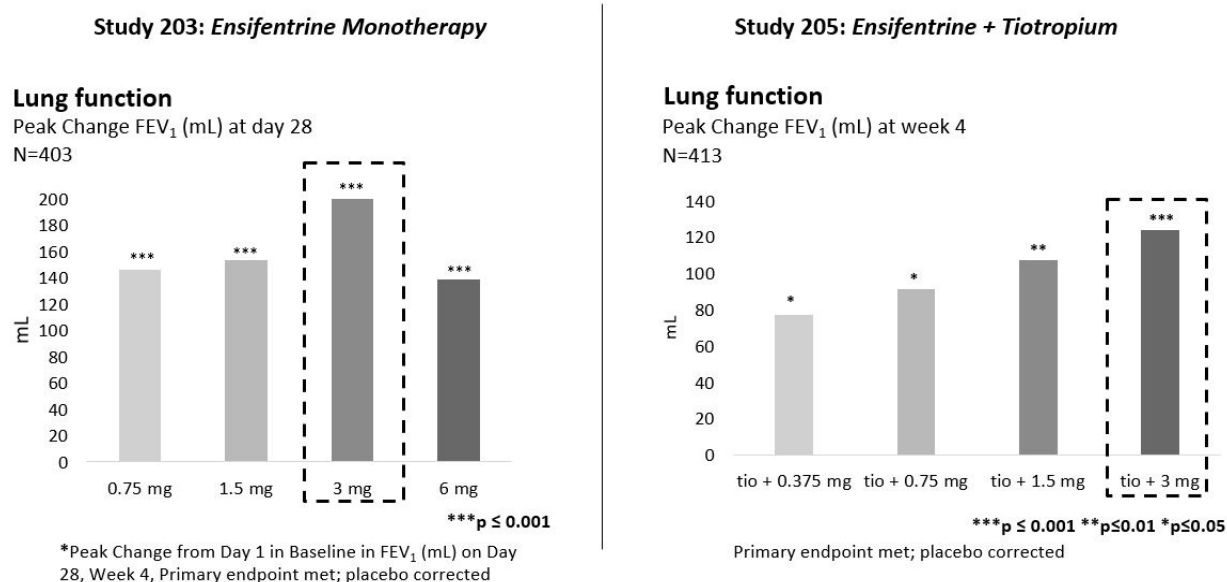 Study 203: Ensifentrine Monotherapy
Lung function
Peak Change FEV₁ (mL) at day 28
N=403
mL
200
180
160
140
120
100
80
60
40
20
0
***
***
***
***
0.75 mg
1.5 mg
3 mg
6 mg
***p ≤ 0.001
*Peak Change from Day 1 in Baseline in FEV₁ (mL) on Day
28, Week 4, Primary endpoint met; placebo corrected
Study 205: Ensifentrine + Tiotropium
Lung function
Peak Change FEV₁ (mL) at week 4
N=413
mL
140
120
100
80
60
40
20
0
*
*
**
***
tio + 0.375 mg
tio + 0.75 mg
tio + 1.5 mg
tio + 3 mg
***p ≤ 0.001 **p≤0.01 *p≤0.05
Primary endpoint met; placebo corrected